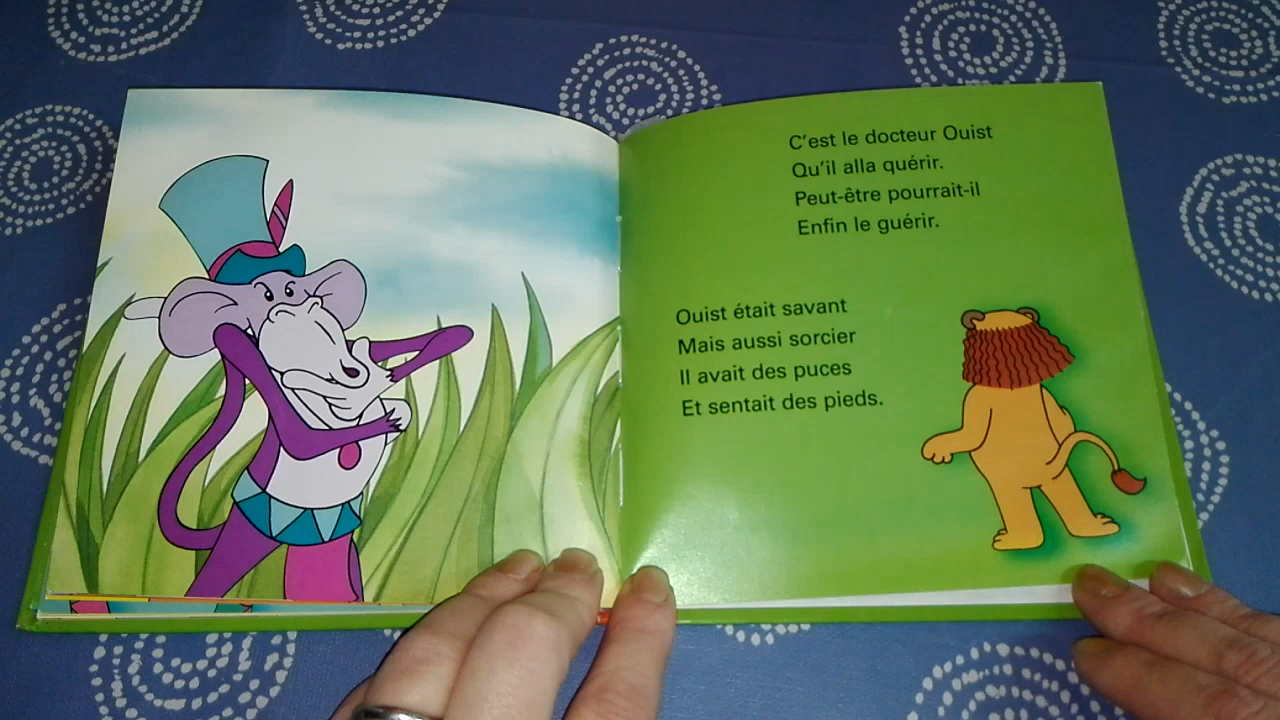 C'est le docteur Ouist
Qu'il alla quérir.
Peut-être pourrait-il
Enfin le guérir.
Ouist était savant
Mais aussi sorcier
Il avait des puces
Et sentait des pieds.